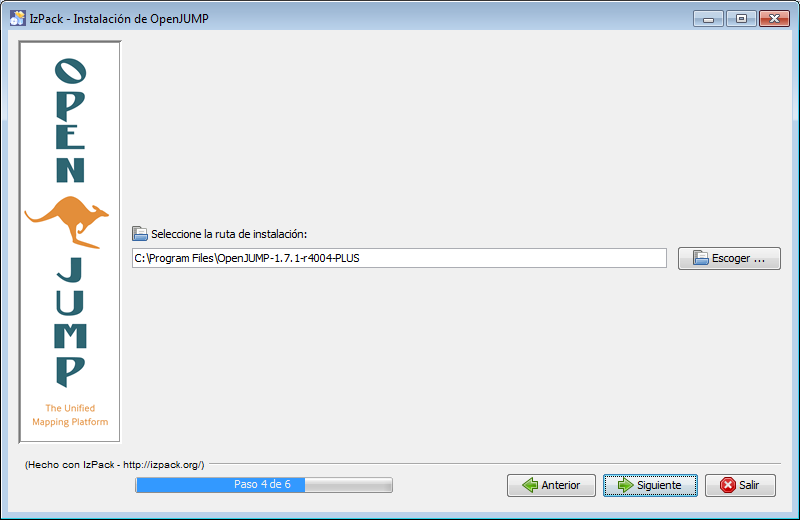 IzPack - Instalación de OpenJUMP
OPEN
JUMP
The Unified
Mapping Platform
Seleccione la ruta de instalación:
C:\Program Files\OpenJUMP-1.7.1-r4004-PLUS
Escoger ...
(Hecho con IzPack - http://izpack.org/)
Paso 4 de 6
Anterior
Siguiente
Salir